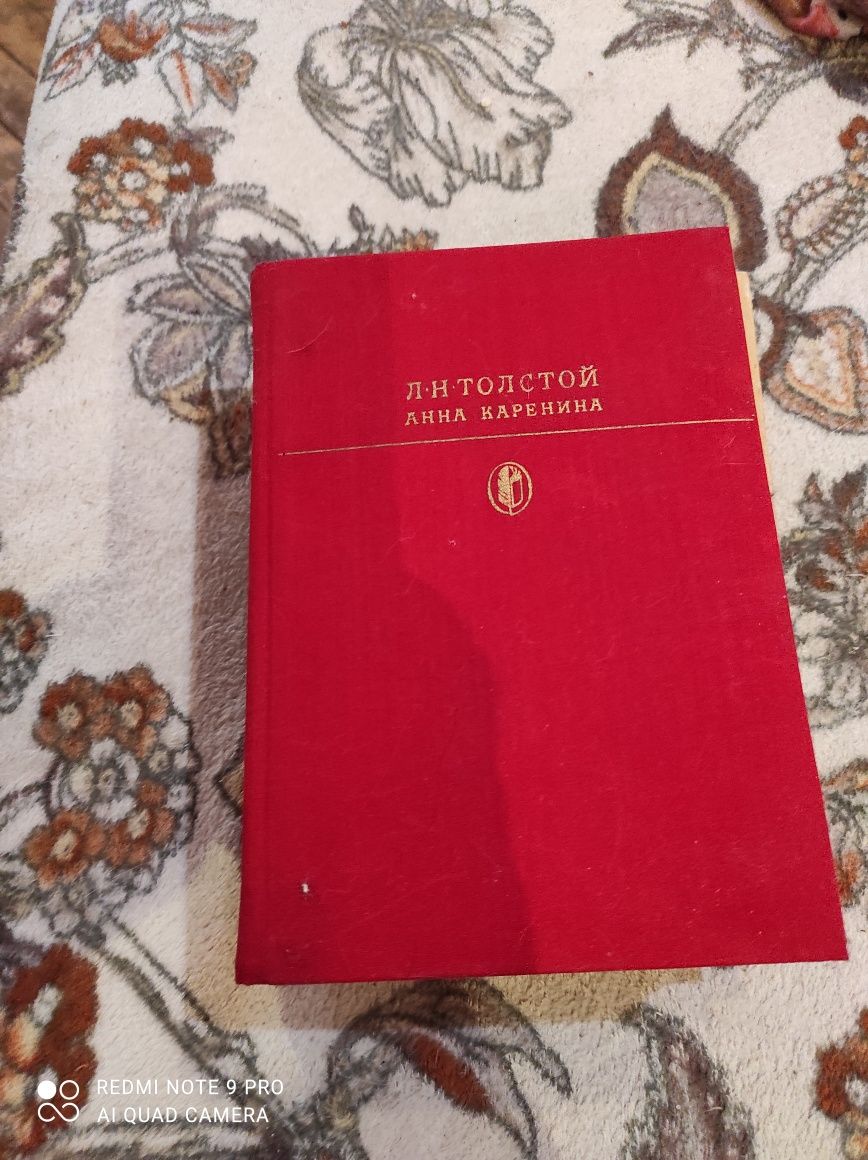 Л·Н·ТОЛСТОЙ
АННА КАРЕНИНА
REDMI NOTE 9 PRO
AI QUAD CAMERA